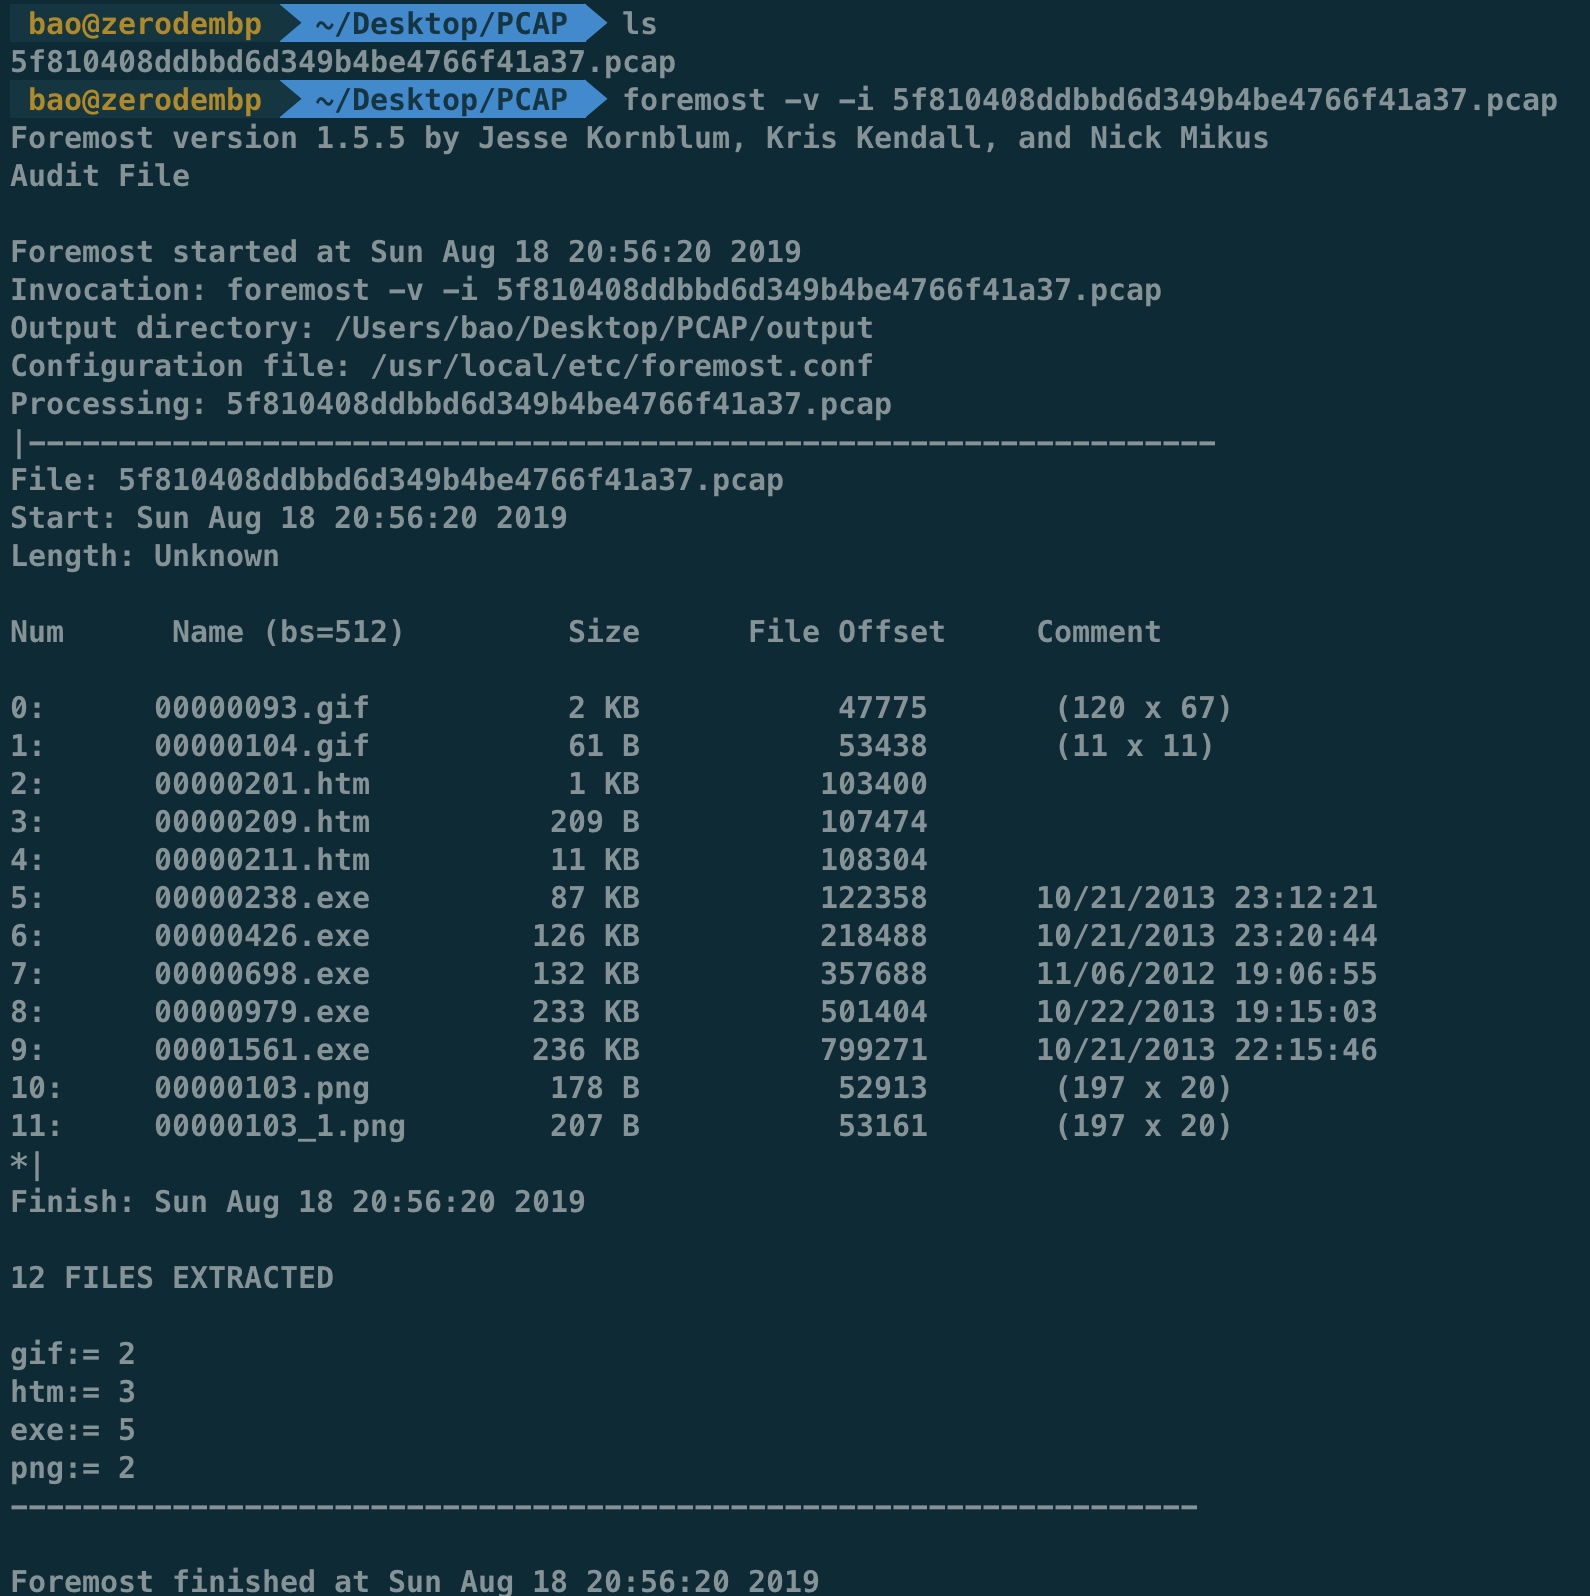 bao@zerodembp ~/Desktop/PCAP ls
5f810408ddbbd6d349b4be4766f41a37.pcap
bao@zerodembp ~/Desktop/PCAP foremost -v -i 5f810408ddbbd6d349b4be4766f41a37.pcap
Foremost version 1.5.5 by Jesse Kornblum, Kris Kendall, and Nick Mikus
Audit File
Foremost started at Sun Aug 18 20:56:20 2019
Invocation: foremost -v -i 5f810408ddbbd6d349b4be4766f41a37.pcap
Output directory: /Users/bao/Desktop/PCAP/output
Configuration file: /usr/local/etc/foremost.conf
Processing: 5f810408ddbbd6d349b4be4766f41a37.pcap
|------------------------------------------------------------------
File: 5f810408ddbbd6d349b4be4766f41a37.pcap
Start: Sun Aug 18 20:56:20 2019
Length: Unknown
Num Name (bs=512) Size File Offset Comment
0: 00000093.gif 2 KB 47775 (120 x 67)
1: 00000104.gif 61 B 53438 (11 x 11)
2: 00000201.htm 1 KB 103400
3: 00000209.htm 209 B 107474
4: 00000211.htm 11 KB 108304
5: 00000238.exe 87 KB 122358 10/21/2013 23:12:21
6: 00000426.exe 126 KB 218488 10/21/2013 23:20:44
7: 00000698.exe 132 KB 357688 11/06/2012 19:06:55
8: 00000979.exe 233 KB 501404 10/22/2013 19:15:03
9: 00001561.exe 236 KB 799271 10/21/2013 22:15:46
10: 00000103.png 178 B 52913 (197 x 20)
11: 00000103_1.png 207 B 53161 (197 x 20)
*|
Finish: Sun Aug 18 20:56:20 2019
12 FILES EXTRACTED
gif:= 2
htm:= 3
exe:= 5
png:= 2
------------------------------------------------------------------
Foremost finished at Sun Aug 18 20:56:20 2019